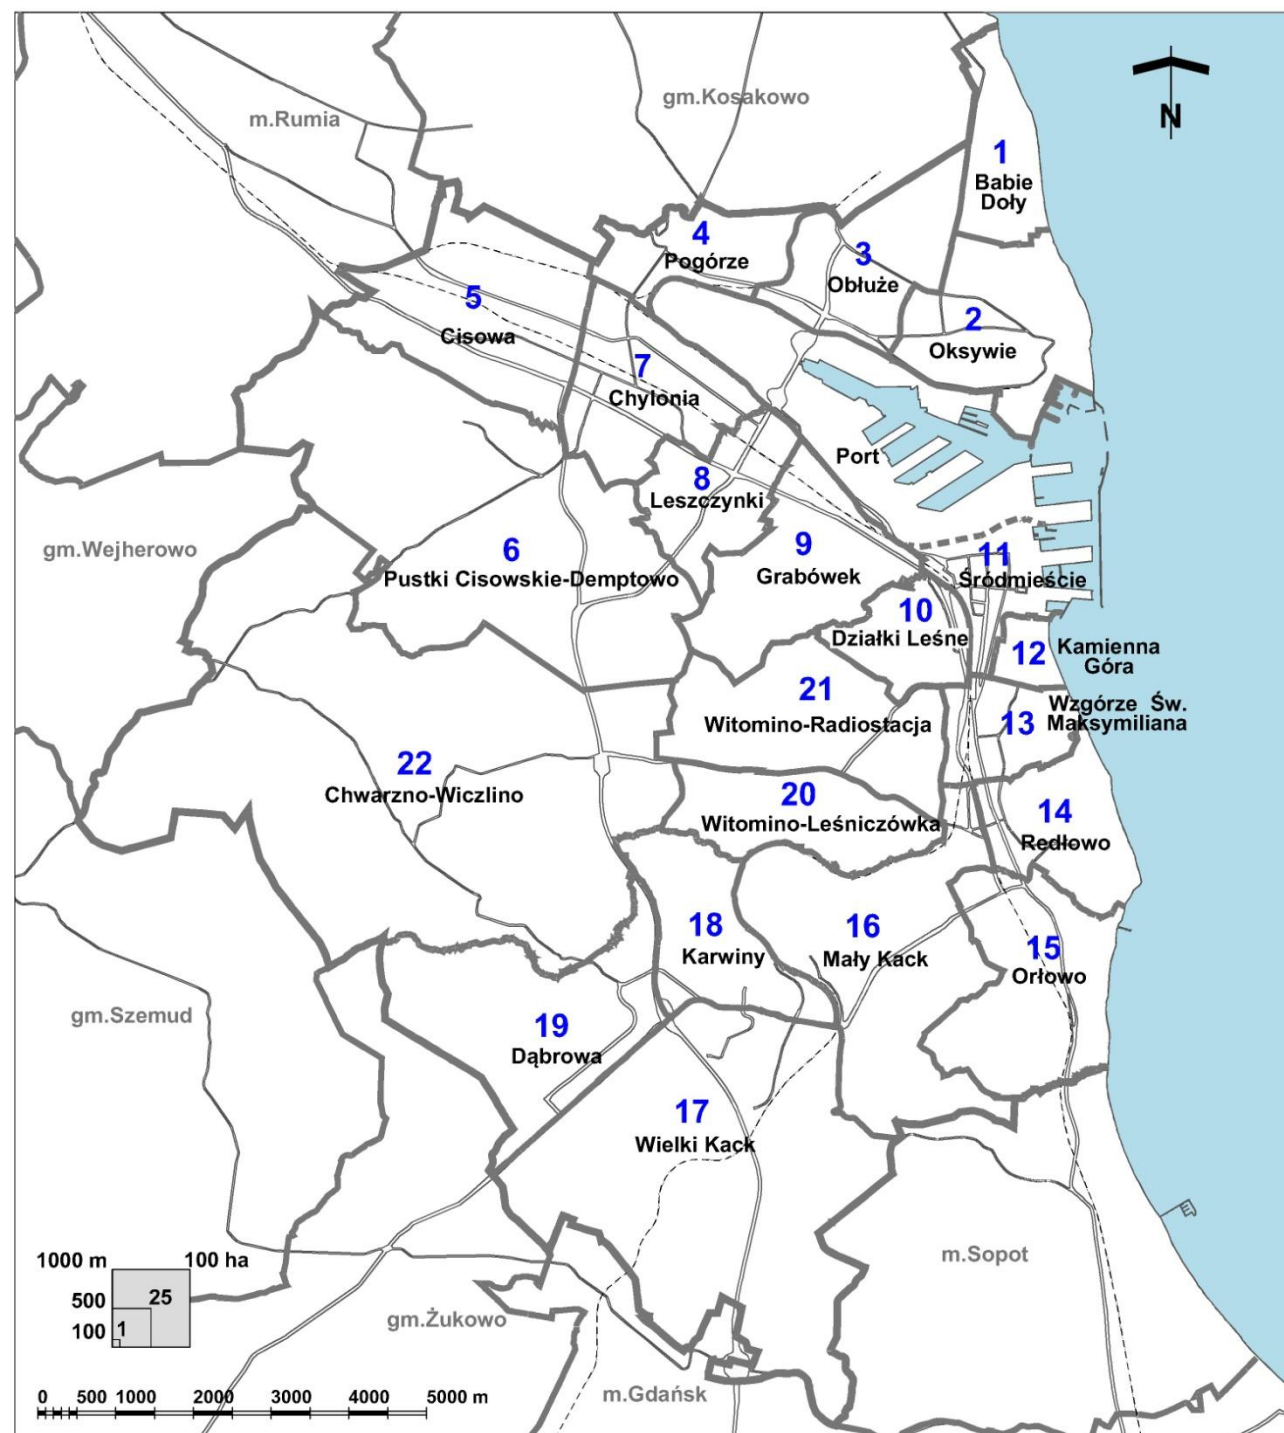 gm.Kosakowo
m.Rumia
N
1
Babie
Doły
4
Pogórze
3
Obłuże
5
Cisowa
2
Oksywie
7
Chylonia
Port
8
Leszczynki
gm.Wejherowo
6
Pustki Cisowskie-Demptowo
9
Grabówek
11
Śródmieście
10
Działki Leśne
12
Kamienna
Góra
21
Witomino-Radiostacja
13
Wzgórze Św.
Maksymiliana
22
Chwarzno-Wiczlino
20
Witomino-Leśniczówka
14
Redłowo
18
Karwiny
16
Mały Kack
15
Orłowo
gm.Szemud
19
Dąbrowa
17
Wielki Kack
m.Sopot
1000 m 100 ha
500 25
100 1
gm.Żukowo
m.Gdańsk
0 500 1000 2000 3000 4000 5000 m